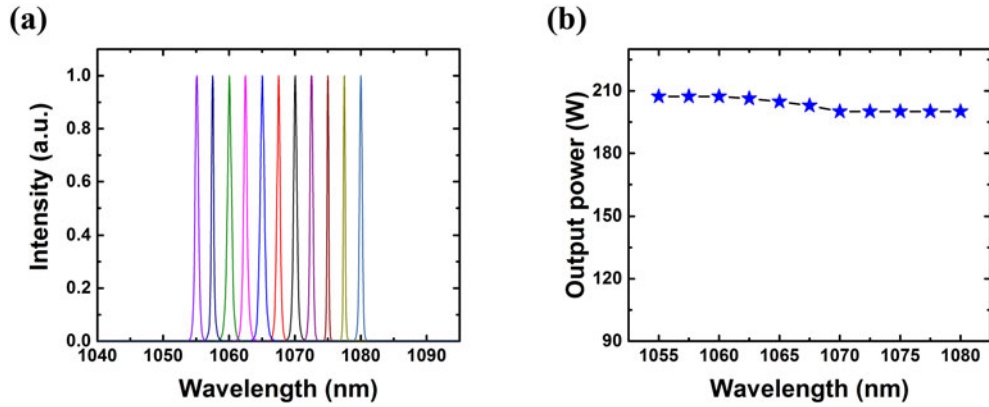 (a)
1.0
0.8
0.6
0.4
0.2
0.0
Intensity (a.u.)
1040 1050 1060 1070 1080 1090
Wavelength (nm)
(b)
210
180
150
120
90
Output power (W)
1055 1060 1065 1070 1075 1080
Wavelength (nm)